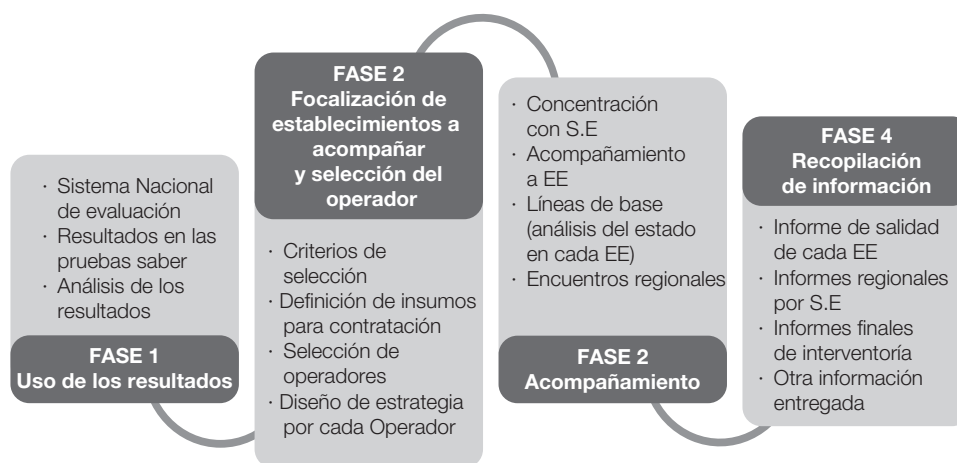 · Sistema Nacional
de evaluación
· Resultados en las
pruebas saber
· Análisis de los
resultados
FASE 1
Uso de los resultados
FASE 2
Focalización de
establecimientos a
acompañar
y selección del
operador
· Criterios de
selección
· Definición de insumos
para contratación
· Selección de
operadores
· Diseño de estrategia
por cada Operador
· Concentración
con S.E
· Acompañamiento
a EE
· Líneas de base
(análisis del estado
en cada EE)
· Encuentros regionales
FASE 2
Acompañamiento
FASE 4
Recopilación
de información
· Informe de salidad
de cada EE
· Informes regionales
por S.E
· Informes finales
de interventoría
· Otra información
entregada